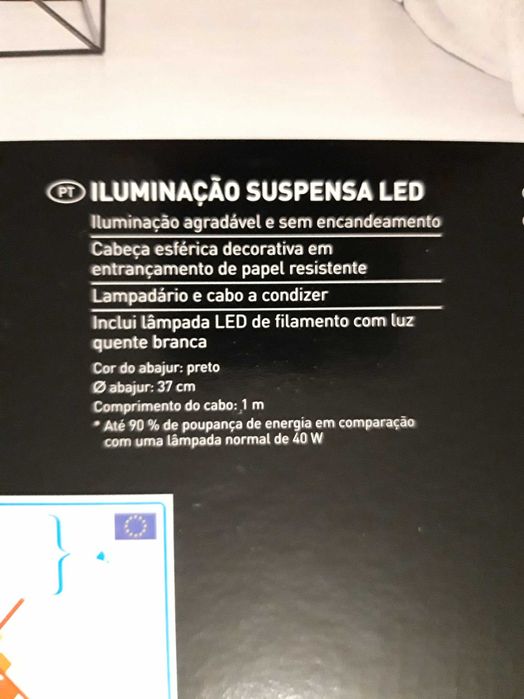 PT ILUMINAÇÃO SUSPENSA LED
Iluminação agradável e sem encandeamento
Cabeça esférica decorativa em
entrançamento de papel resistente
Lampadário e cabo a condizer
Inclui lâmpada LED de filamento com luz
quente branca
Cor do abajur: preto
Ø abajur: 37 cm
Comprimento do cabo: 1 m
* Até 90 % de poupança de energia em comparação
com uma lâmpada normal de 40 W